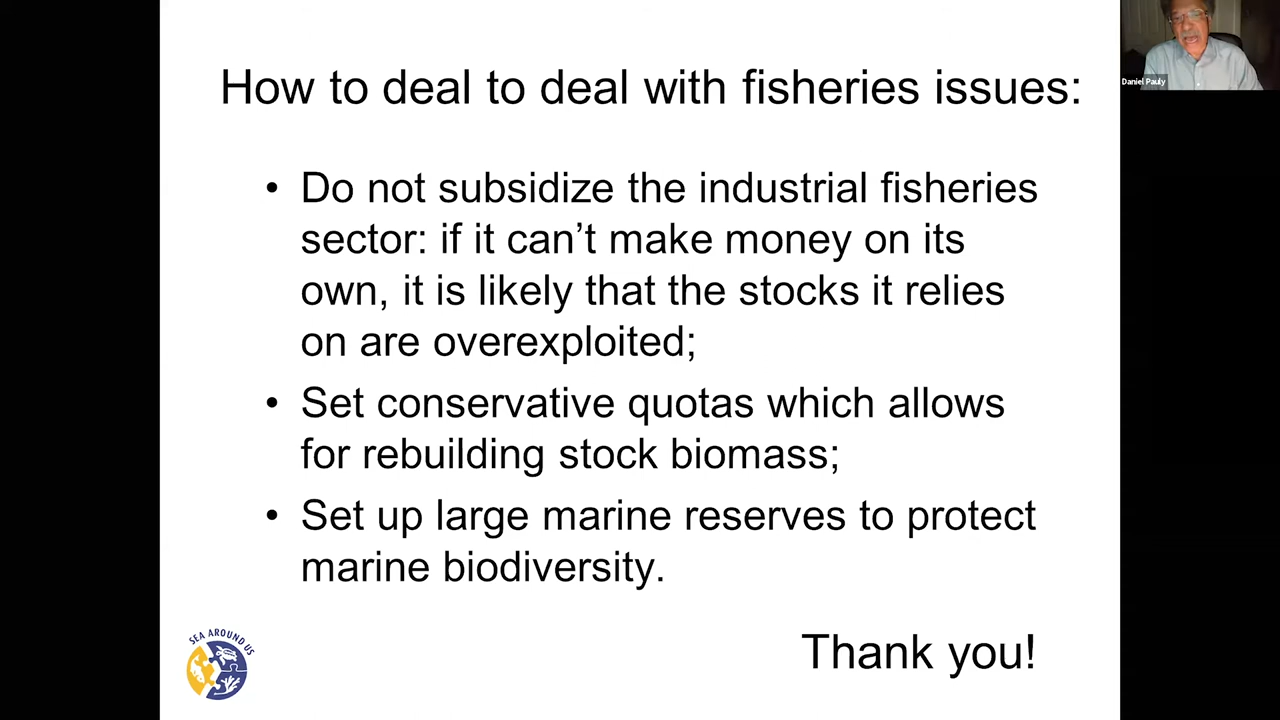 How to deal to deal with fisheries issues:
Daniel Pauly
• Do not subsidize the industrial fisheries
sector: if it can’t make money on its
own, it is likely that the stocks it relies
on are overexploited;
• Set conservative quotas which allows
for rebuilding stock biomass;
• Set up large marine reserves to protect
marine biodiversity.
SEA AROUND US
Thank you!